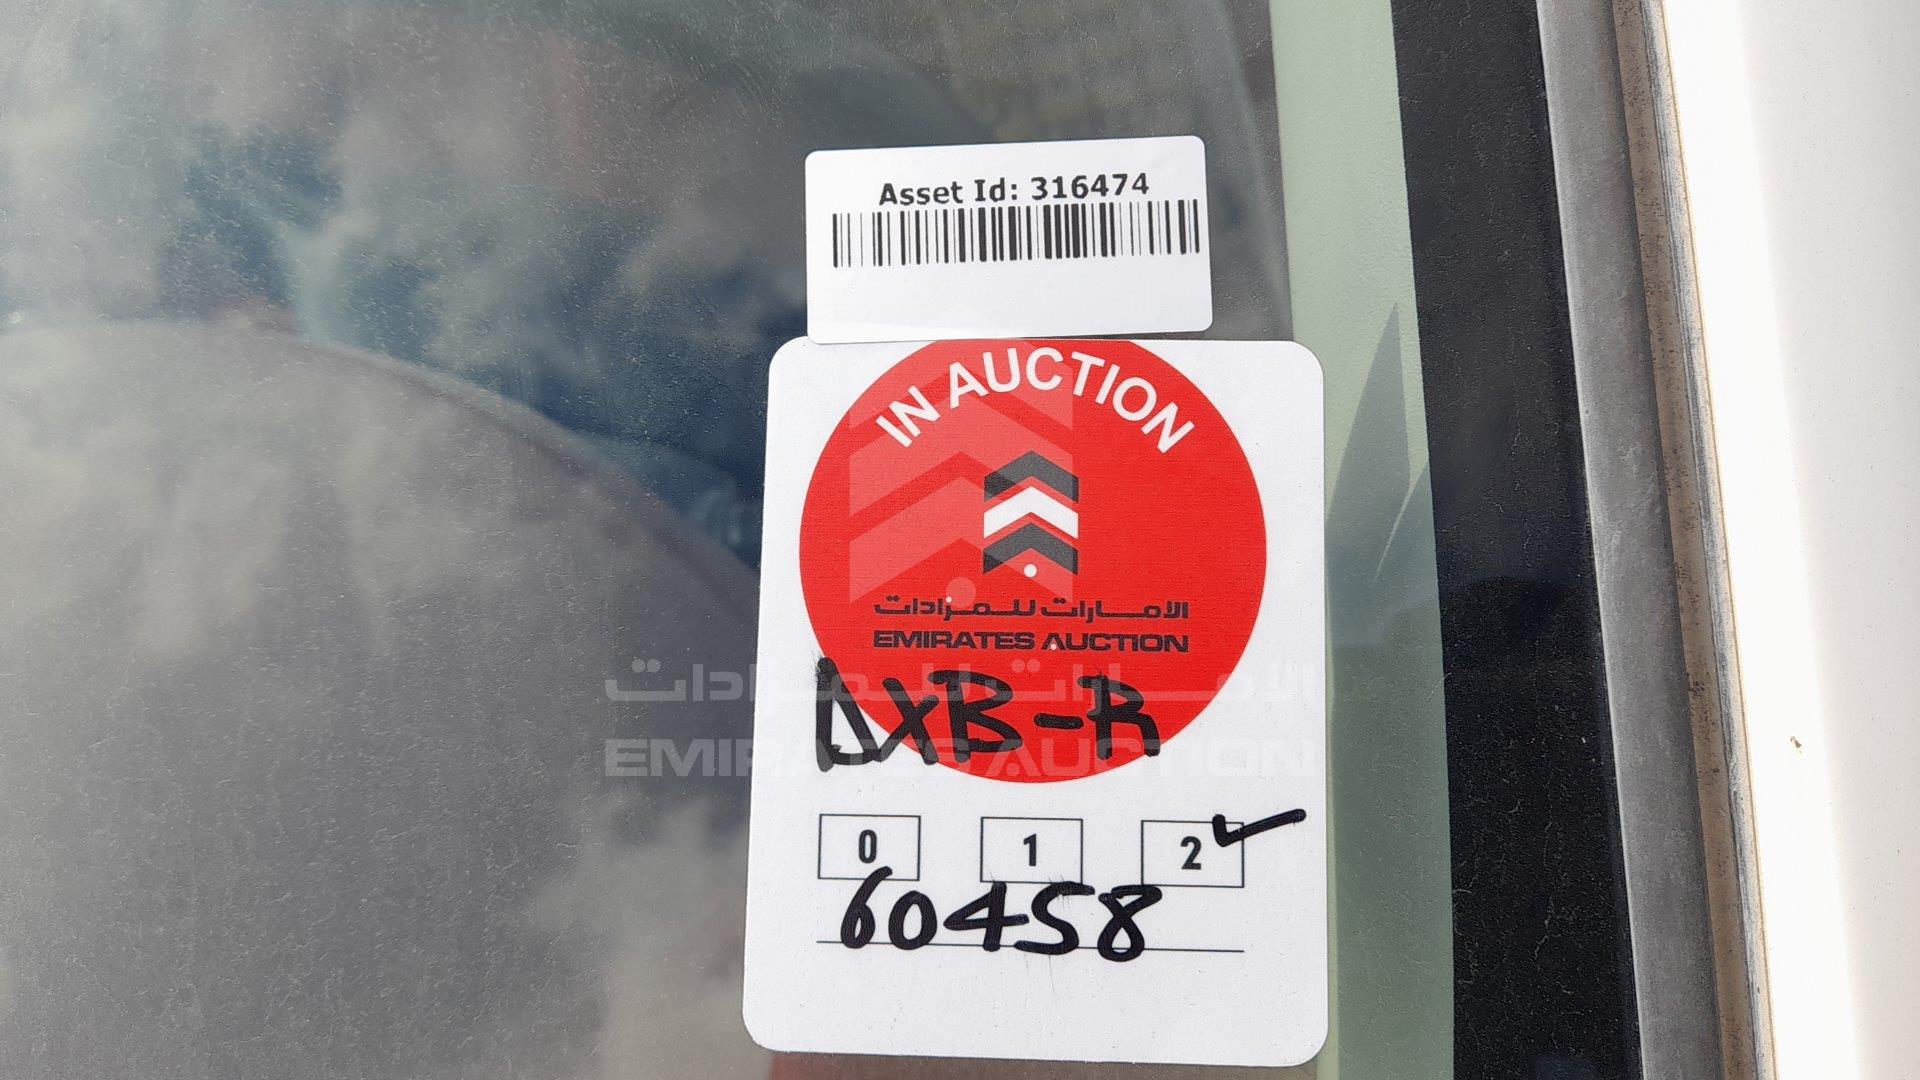 Asset Id: 316474
IN AUCTION
الامارات للمزادات
EMIRATES AUCTION
الامارات للمزادات
DXB-R
EMIRATES AUCTION
0 1 2
60458